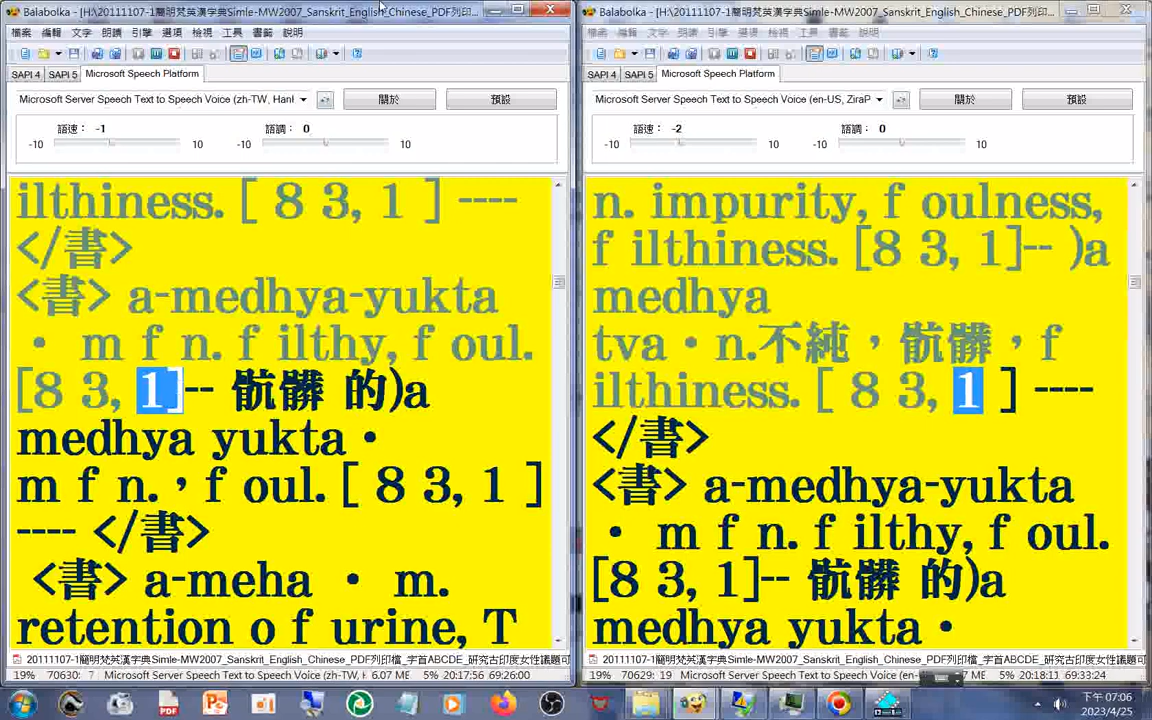 Balabolka - [H:\20111107-1簡明梵英漢字典Simle-MW2007_Sanskrit_English_Chinese_PDF列印...
檔案 編輯 文字 朗讀 引擎 選項 檢視 工具 書籤 說明
SAPI 4 SAPI 5 Microsoft Speech Platform
Microsoft Server Speech Text to Speech Voice (zh-TW, Hanl 關於 預設
語速： -1 語調： 0
-10 10 -10 10
ilthiness. [ 8 3, 1 ] ----
</書>
<書> a-medhya-yukta
• m f n. f ilthy, f oul.
[8 3, 1]-- 骯髒 的)a
medhya yukta •
m f n.，f oul. [ 8 3, 1 ]
---- </書>
<書> a-meha • m.
retention o f urine, T
20111107-1簡明梵英漢字典Simle-MW2007_Sanskrit_English_Chinese_PDF列印檔_字首ABCDE_研究古印度女性議題可
19% 70630: 7 Microsoft Server Speech Text to Speech Voice (zh-TW, 6.07 ME 5% 20:17:56 69:26:00
Balabolka - [H:\20111107-1簡明梵英漢字典Simle-MW2007_Sanskrit_English_Chinese_PDF列印...
檔案 編輯 文字 朗讀 引擎 選項 檢視 工具 書籤 說明
SAPI 4 SAPI 5 Microsoft Speech Platform
Microsoft Server Speech Text to Speech Voice (en-US, ZiraP 關於 預設
語速： -2 語調： 0
-10 10 -10 10
n. impurity, f oulness,
f ilthiness. [8 3, 1]-- )a
medhya
tva • n.不純，骯髒，f
ilthiness. [ 8 3, 1 ] ----
</書>
<書> a-medhya-yukta
• m f n. f ilthy, f oul.
[8 3, 1]-- 骯髒 的)a
medhya yukta •
20111107-1簡明梵英漢字典Simle-MW2007_Sanskrit_English_Chinese_PDF列印檔_字首ABCDE_研究古印度女性議題可
19% 70629: 19 Microsoft Server Speech Text to Speech Voice (en-US, 5% 20:18:11 69:33:24
下午 07:06
2023/4/25